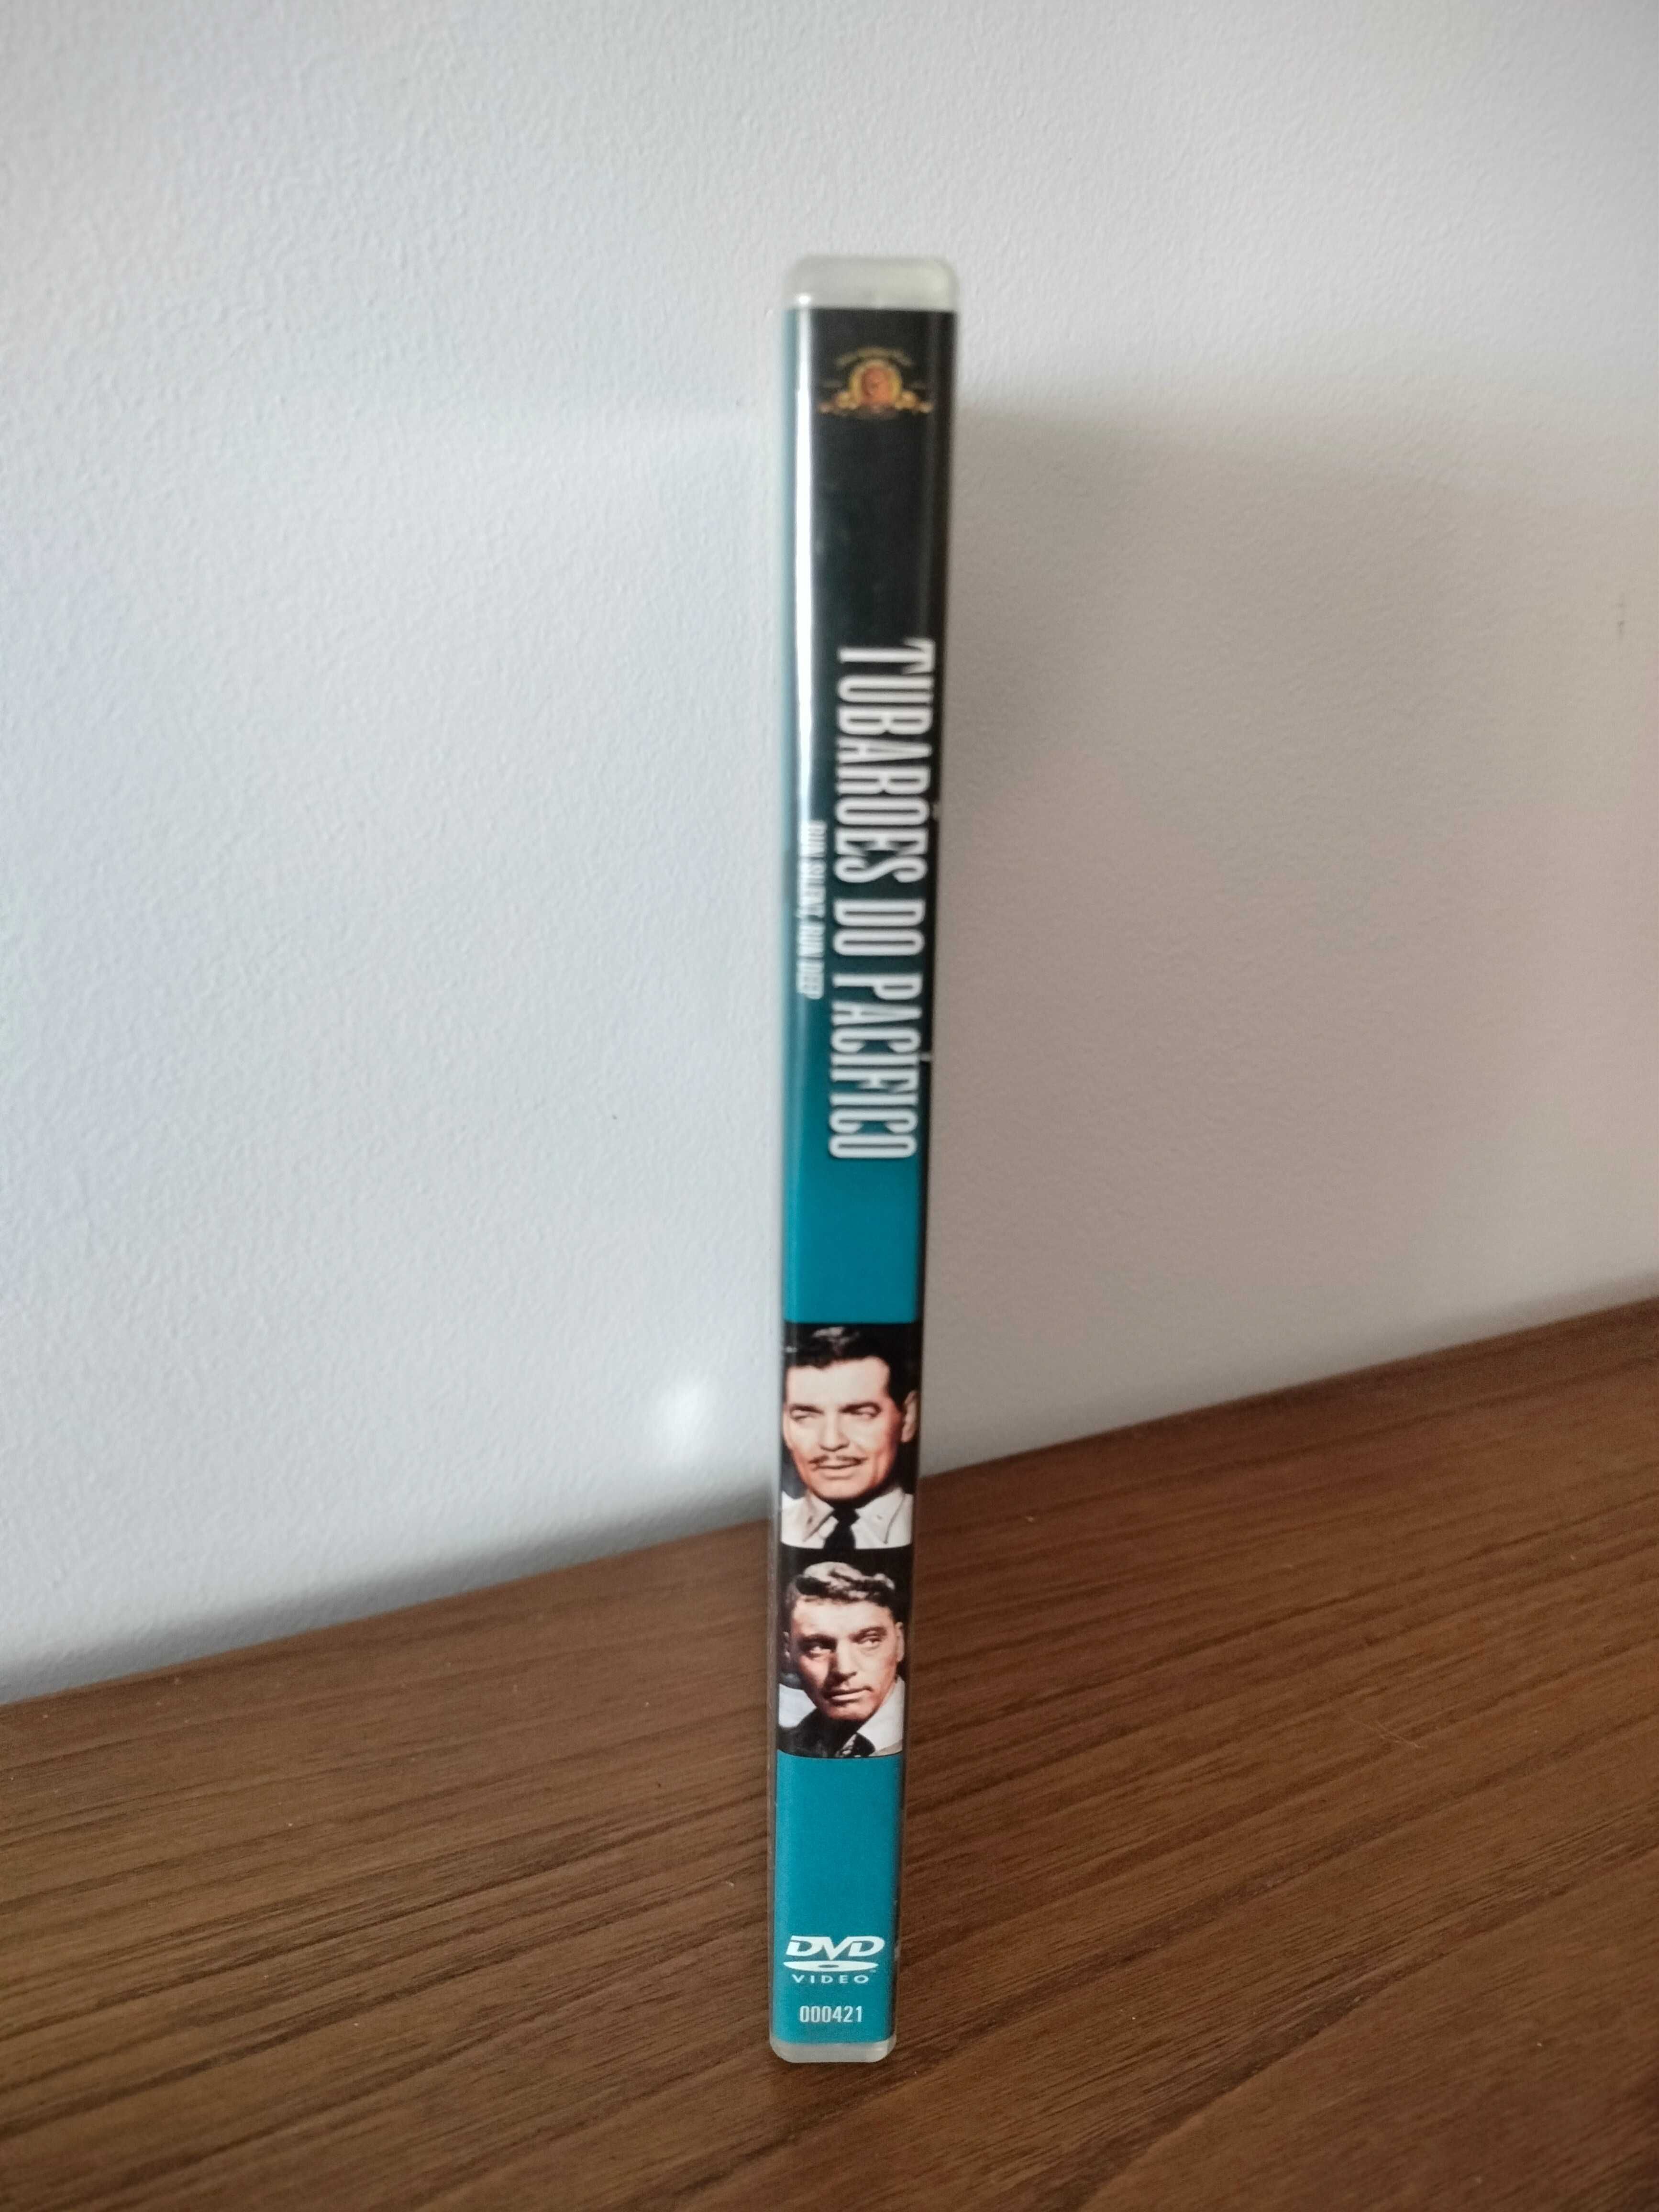 TUBARÕES DO PACÍFICO
RUN SILENT, RUN DEEP
DVD
VIDEO
000421